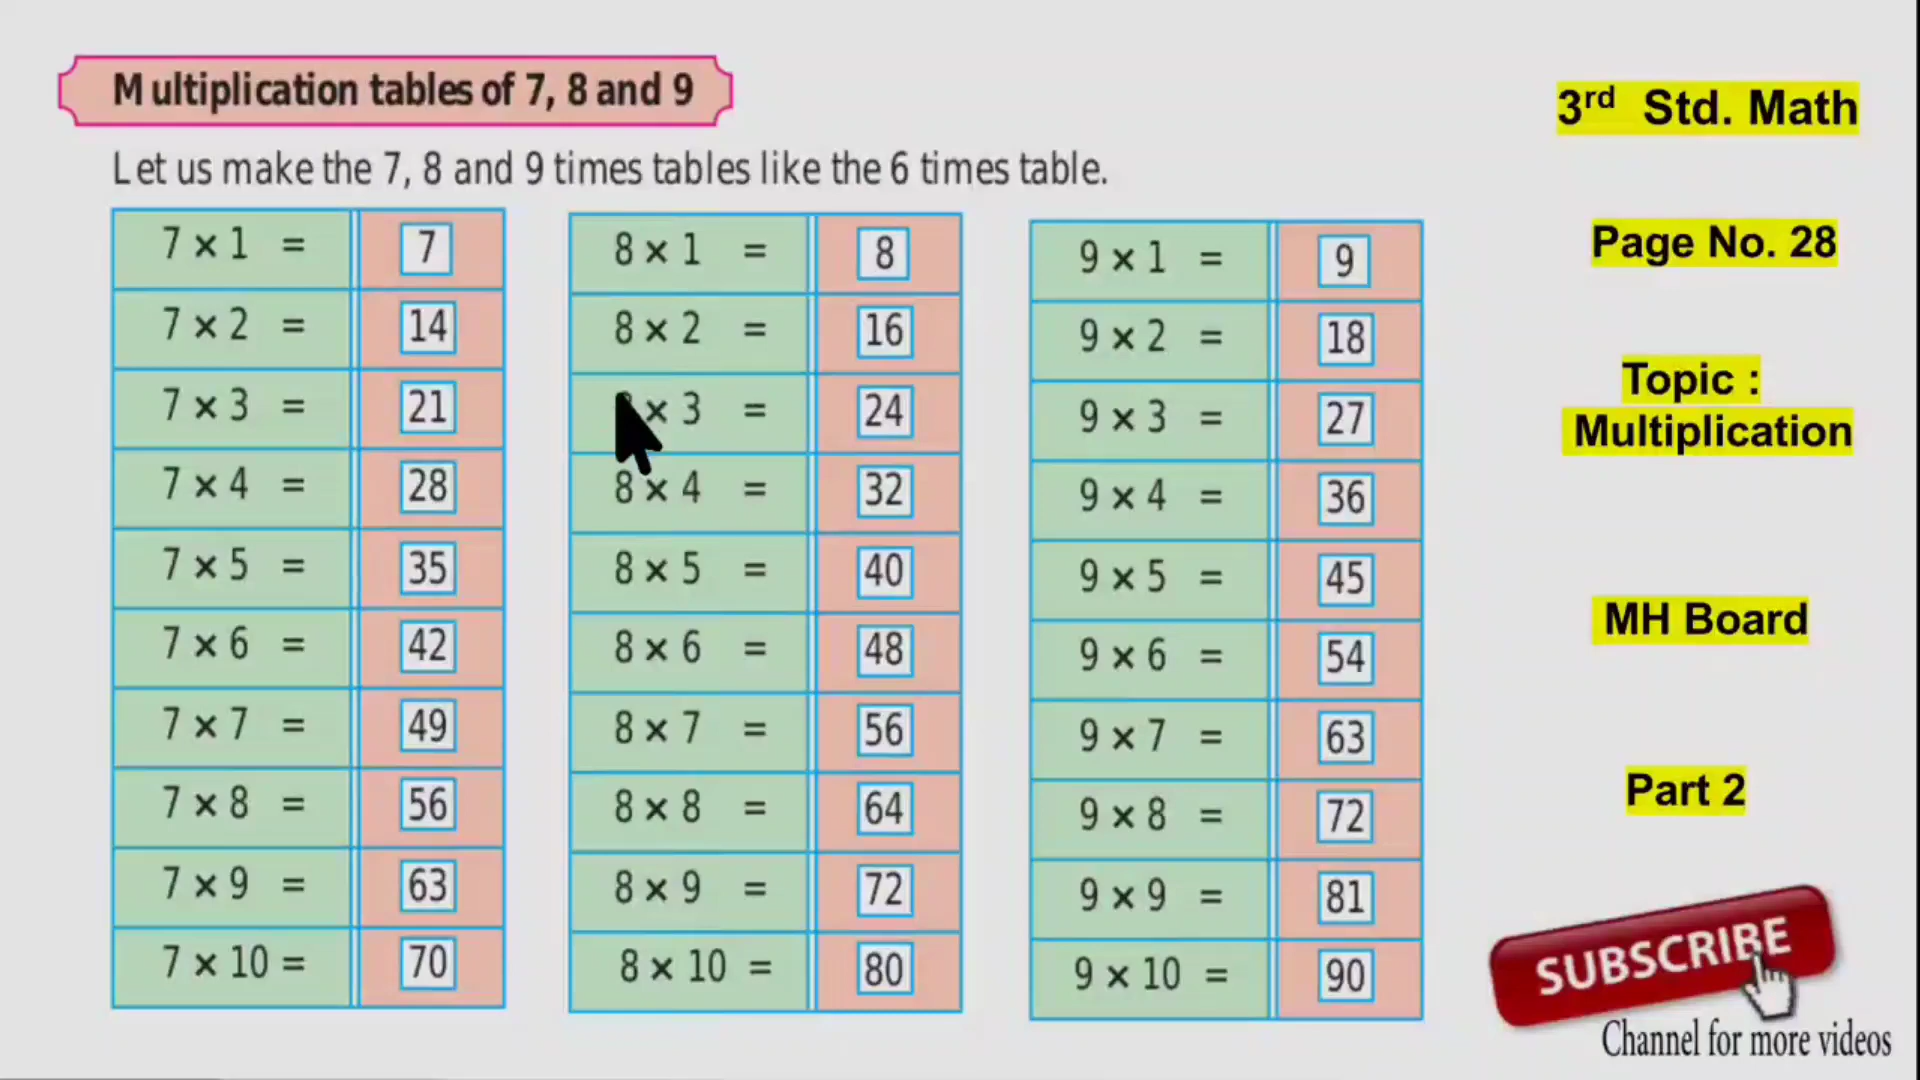 Multiplication tables of 7, 8 and 9
Let us make the 7, 8 and 9 times tables like the 6 times table.
7 × 1 = 7
7 × 2 = 14
7 × 3 = 21
7 × 4 = 28
7 × 5 = 35
7 × 6 = 42
7 × 7 = 49
7 × 8 = 56
7 × 9 = 63
7 × 10 = 70
8 × 1 = 8
8 × 2 = 16
× 3 = 24
8 × 4 = 32
8 × 5 = 40
8 × 6 = 48
8 × 7 = 56
8 × 8 = 64
8 × 9 = 72
8 × 10 = 80
9 × 1 = 9
9 × 2 = 18
9 × 3 = 27
9 × 4 = 36
9 × 5 = 45
9 × 6 = 54
9 × 7 = 63
9 × 8 = 72
9 × 9 = 81
9 × 10 = 90
3rd Std. Math
Page No. 28
Topic :
Multiplication
MH Board
Part 2
SUBSCRIBE
Channel for more videos